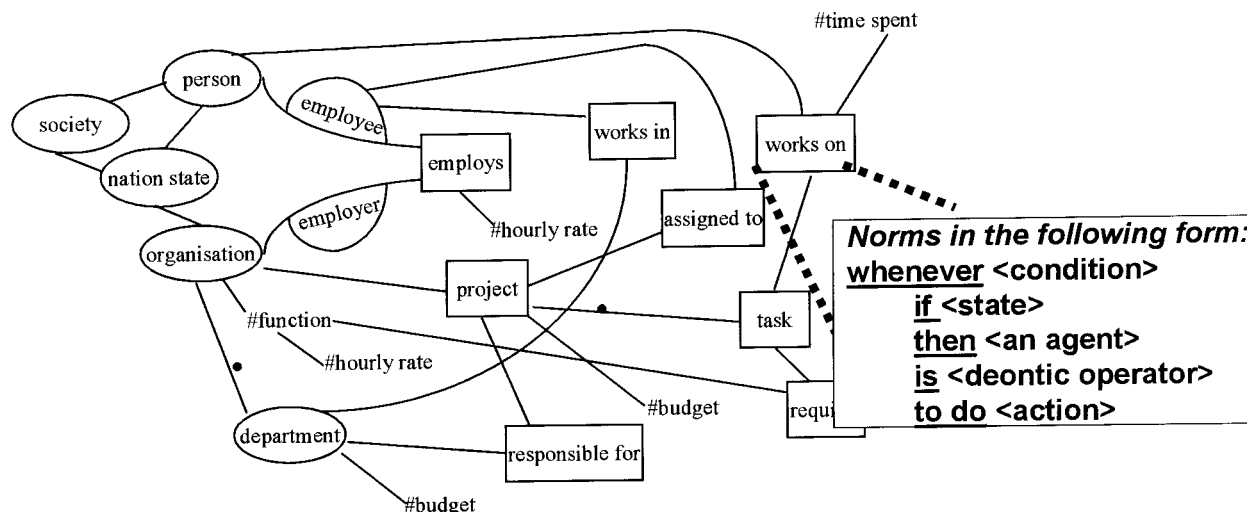 #time spent
person
employee
society
works in
works on
employs
nation state
employer
assigned to
#hourly rate
organisation
project
#function
task
#hourly rate
#budget
department
responsible for
#budget
Norms in the following form:
whenever <condition>
if <state>
then <an agent>
is <deontic operator>
to do <action>